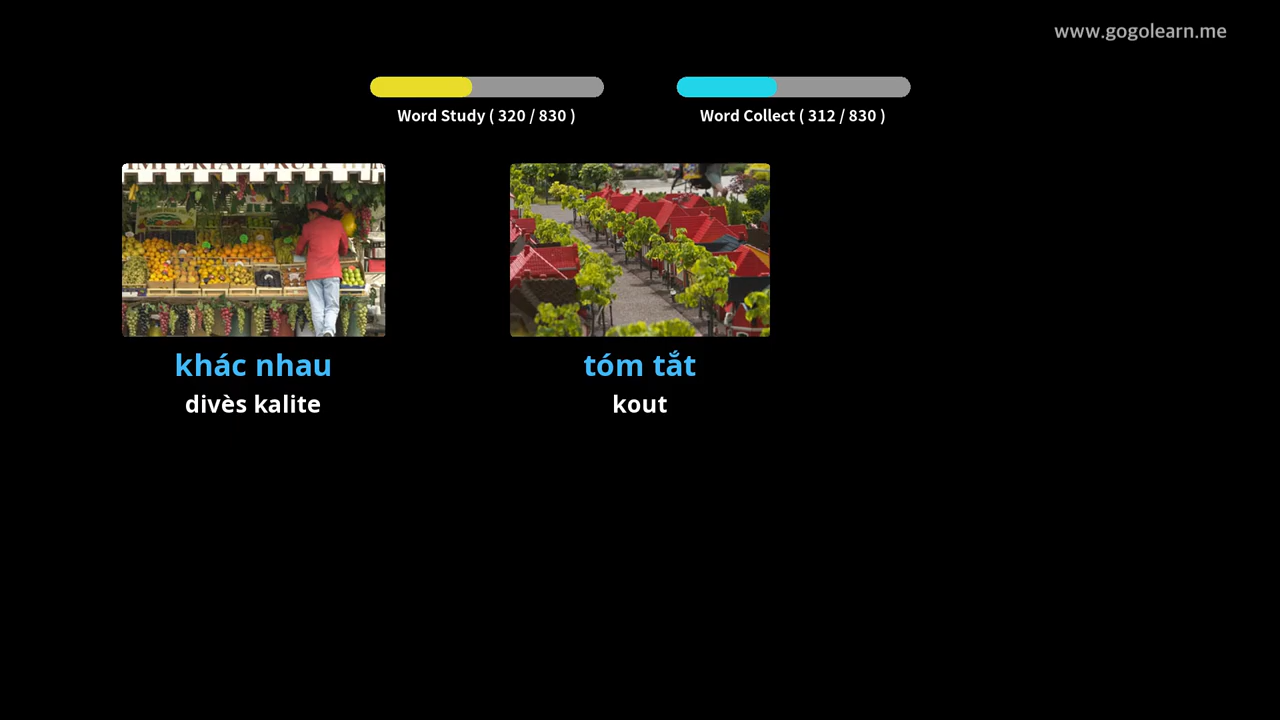 www.gogolearn.me
Word Study ( 320 / 830 )
Word Collect ( 312 / 830 )
khác nhau
divès kalite
tóm tắt
kout